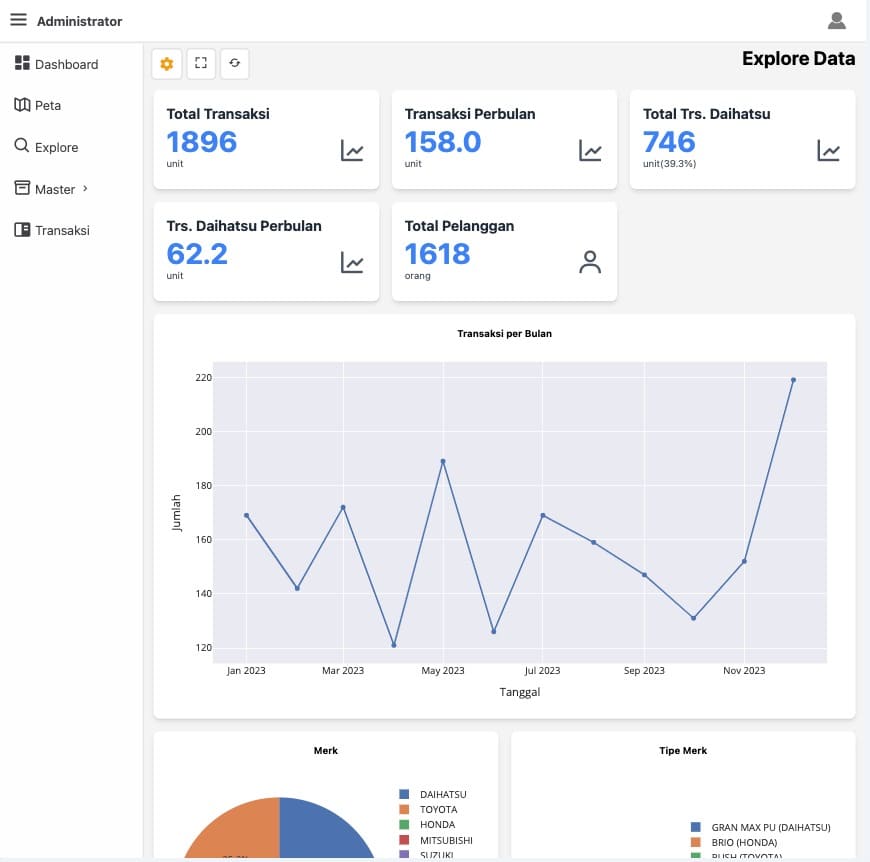 Administrator
Dashboard
Peta
Explore
Master
Transaksi
Explore Data
Total Transaksi
1896
unit
Transaksi Perbulan
158.0
unit
Total Trs. Daihatsu
746
unit(39.3%)
Trs. Daihatsu Perbulan
62.2
unit
Total Pelanggan
1618
orang
Transaksi per Bulan
220
200
180
160
140
120
Jumlah
Jan 2023
Mar 2023
May 2023
Jul 2023
Sep 2023
Nov 2023
Tanggal
Merk
DAIHATSU
TOYOTA
HONDA
MITSUBISHI
SUZUKI
Tipe Merk
GRAN MAX PU (DAIHATSU)
BRIO (HONDA)
RUSH (TOYOTA)